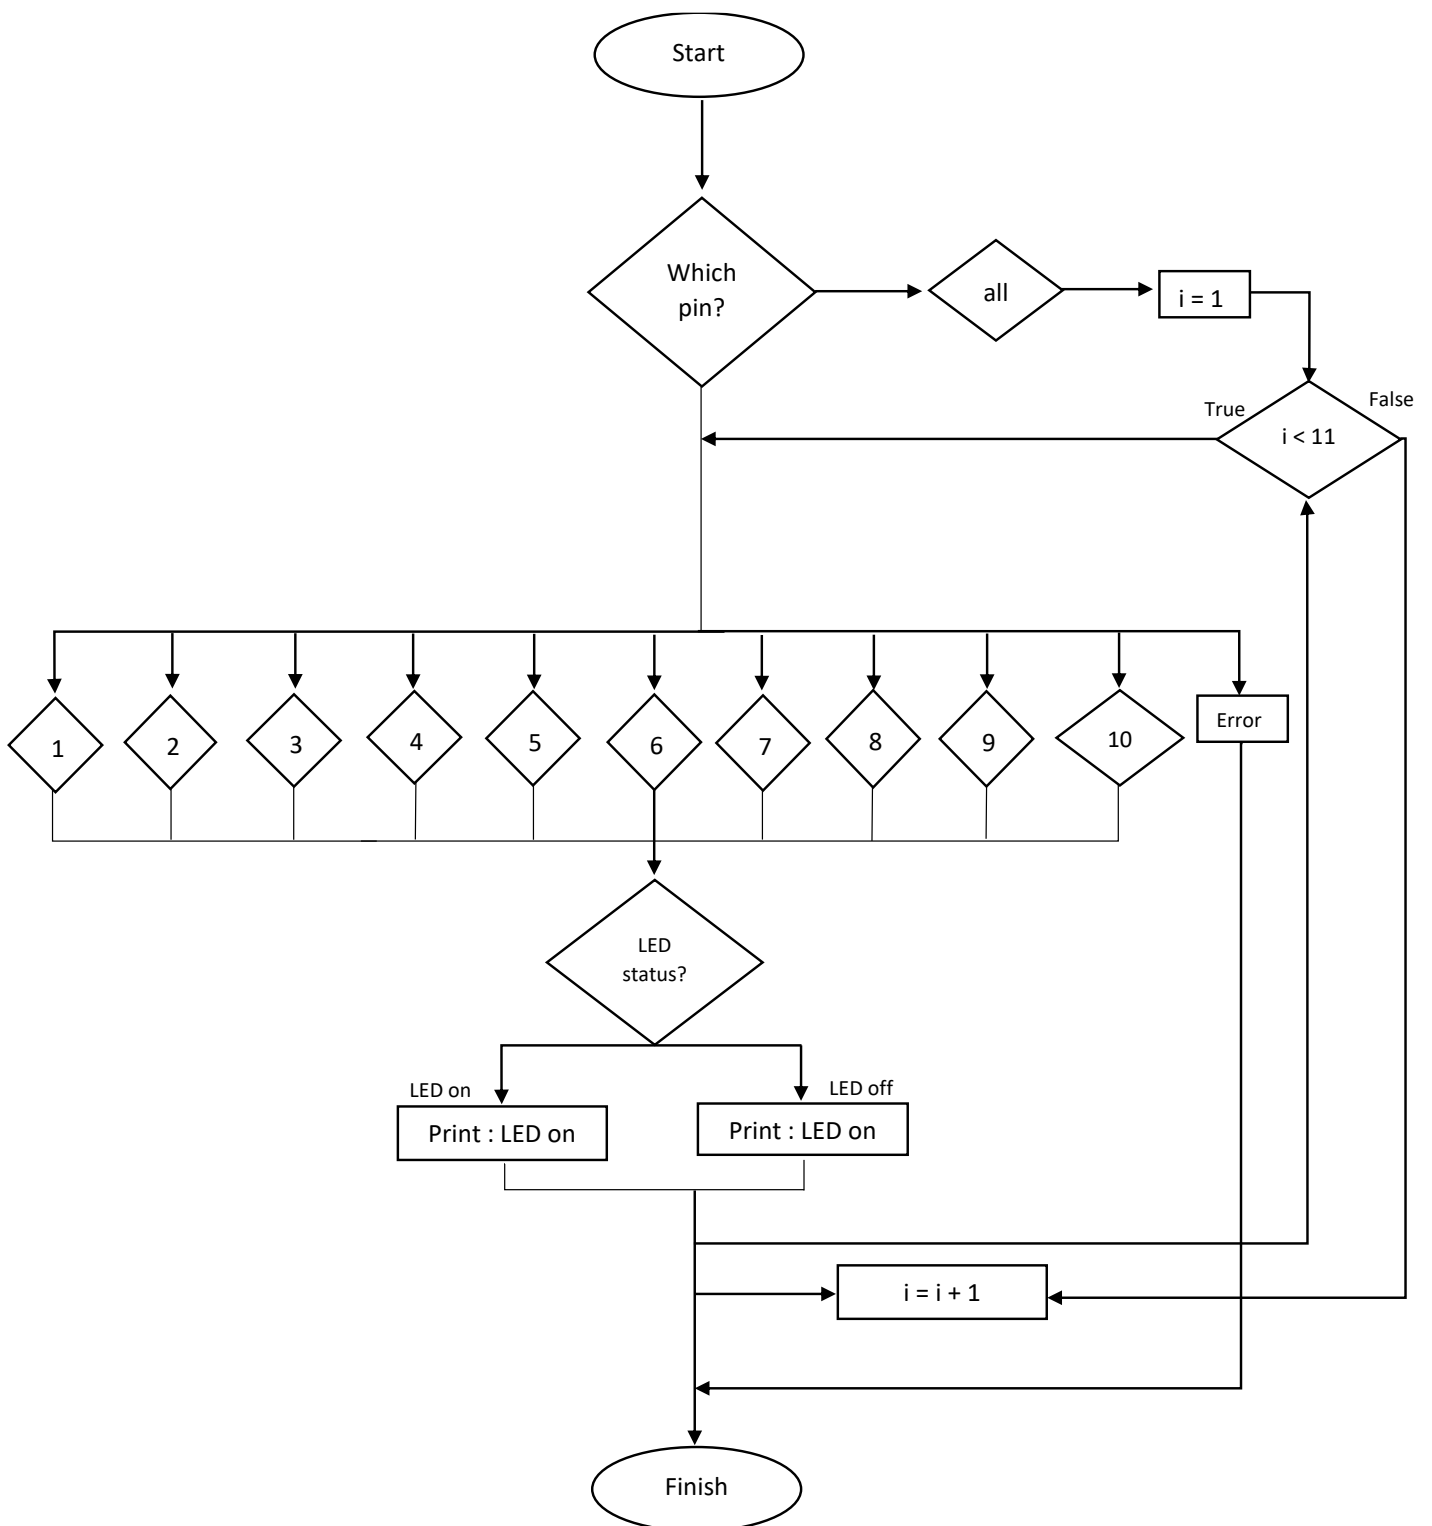 Start
Which
pin?
all
i = 1
True
False
i < 11
1
2
3
4
5
6
7
8
9
10
Error
LED
status?
LED on
LED off
Print : LED on
Print : LED on
i = i + 1
Finish